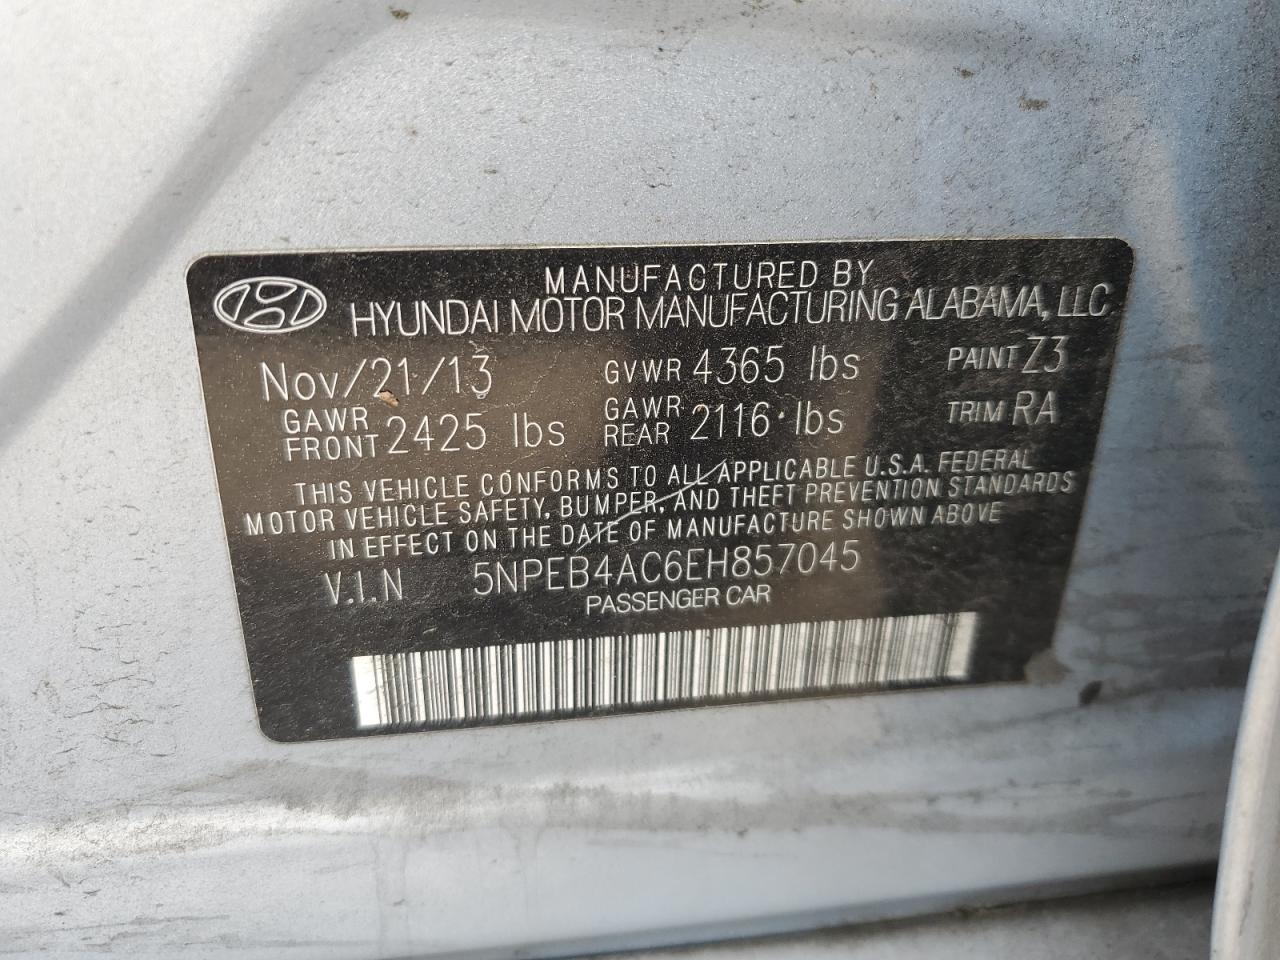 MANUFACTURED BY
HYUNDAI MOTOR MANUFACTURING ALABAMA, LLC
Nov/21/13 GVWR 4365 lbs PAINT Z3
GAWR FRONT 2425 lbs GAWR REAR 2116 lbs TRIM RA
THIS VEHICLE CONFORMS TO ALL APPLICABLE U.S.A. FEDERAL
MOTOR VEHICLE SAFETY, BUMPER, AND THEFT PREVENTION STANDARDS
IN EFFECT ON THE DATE OF MANUFACTURE SHOWN ABOVE
V.I.N 5NPEB4AC6EH857045
PASSENGER CAR